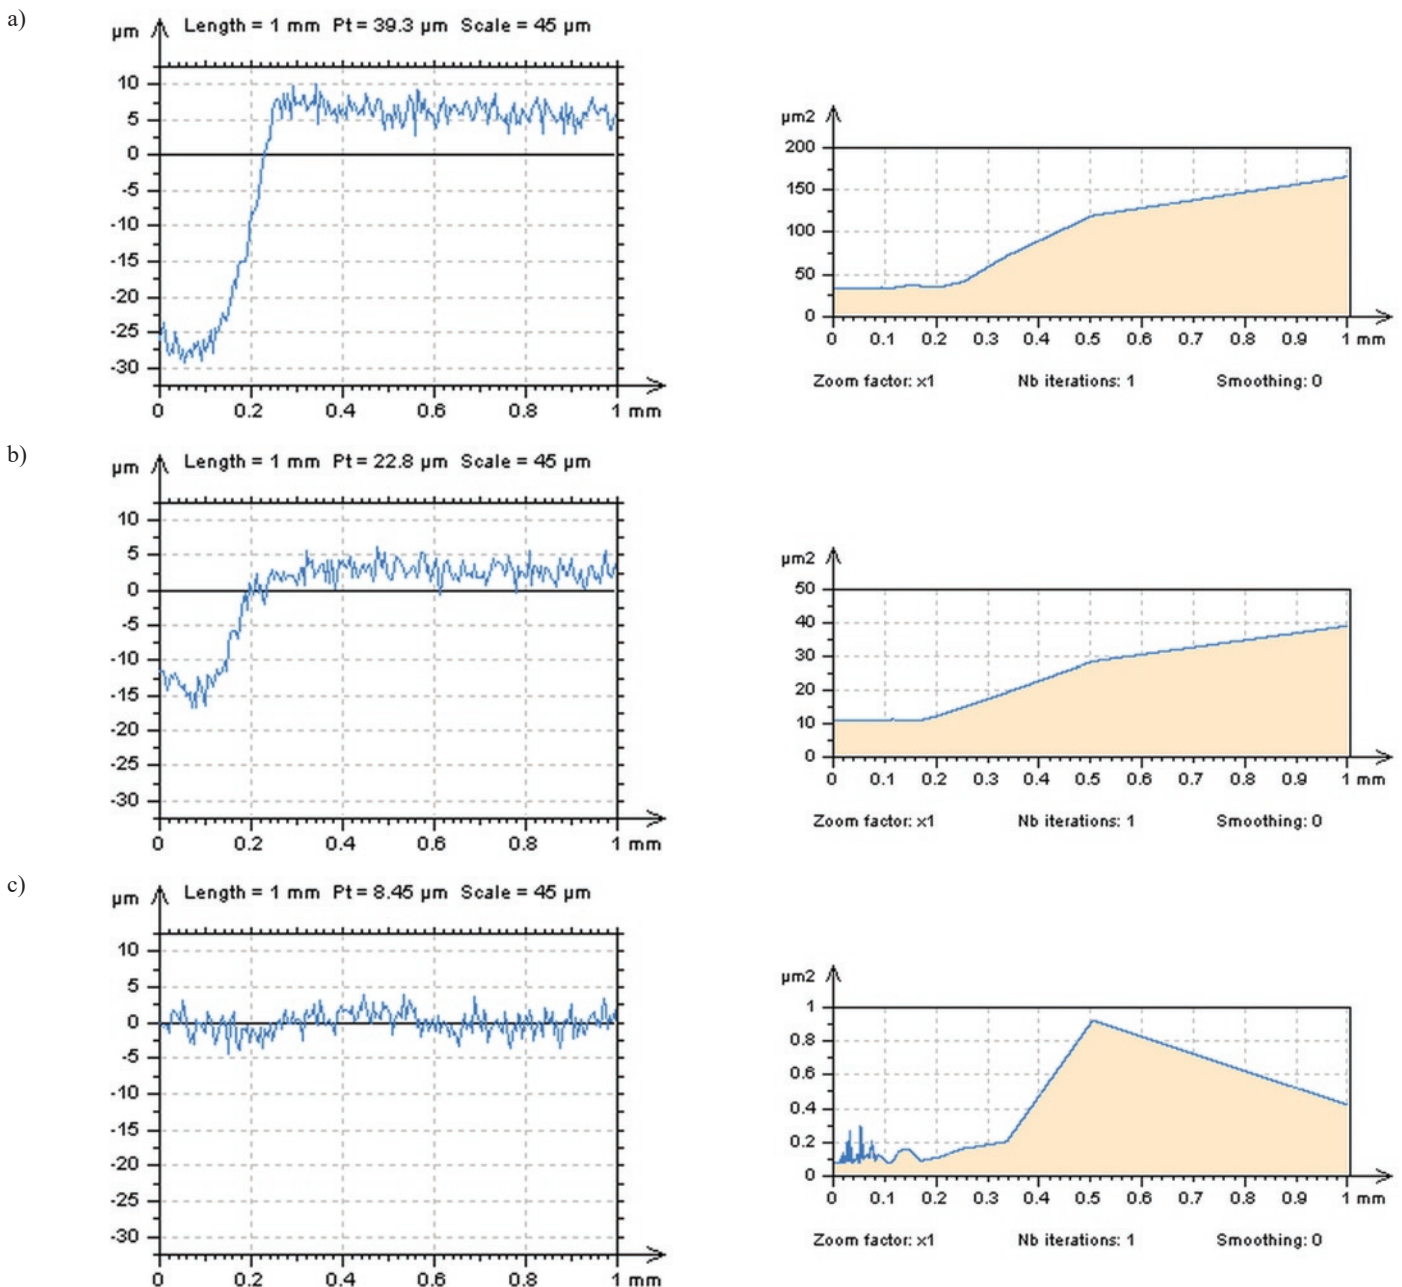 a)
µm Length = 1 mm Pt = 39.3 µm Scale = 45 µm
10
5
0
-5
-10
-15
-20
-25
-30
0 0.2 0.4 0.6 0.8 1 mm
µm2
200
150
100
50
0
0 0.1 0.2 0.3 0.4 0.5 0.6 0.7 0.8 0.9 1 mm
Zoom factor: x1 Nb iterations: 1 Smoothing: 0
b)
µm Length = 1 mm Pt = 22.8 µm Scale = 45 µm
10
5
0
-5
-10
-15
-20
-25
-30
0 0.2 0.4 0.6 0.8 1 mm
µm2
50
40
30
20
10
0
0 0.1 0.2 0.3 0.4 0.5 0.6 0.7 0.8 0.9 1 mm
Zoom factor: x1 Nb iterations: 1 Smoothing: 0
c)
µm Length = 1 mm Pt = 8.45 µm Scale = 45 µm
10
5
0
-5
-10
-15
-20
-25
-30
0 0.2 0.4 0.6 0.8 1 mm
µm2
1
0.8
0.6
0.4
0.2
0
0 0.1 0.2 0.3 0.4 0.5 0.6 0.7 0.8 0.9 1 mm
Zoom factor: x1 Nb iterations: 1 Smoothing: 0